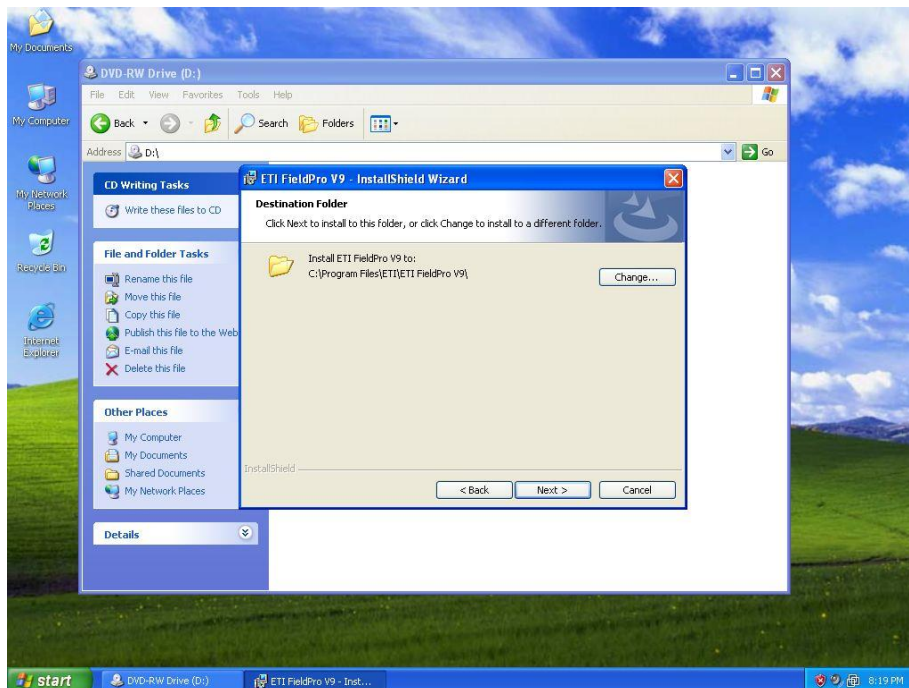 My Documents
My Computer
My Network
Places
Recycle Bin
Internet
Explorer
DVD-RW Drive (D:)
File Edit View Favorites Tools Help
Back Search Folders
Address D:\ Go
CD Writing Tasks
Write these files to CD
File and Folder Tasks
Rename this file
Move this file
Copy this file
Publish this file to the Web
E-mail this file
Delete this file
Other Places
My Computer
My Documents
Shared Documents
My Network Places
Details
ETI FieldPro V9 - InstallShield Wizard
Destination Folder
Click Next to install to this folder, or click Change to install to a different folder.
Install ETI FieldPro V9 to:
C:\Program Files\ETI\ETI FieldPro V9\
Change...
InstallShield
< Back Next > Cancel
start DVD-RW Drive (D:) ETI FieldPro V9 - Inst... 8:19 PM